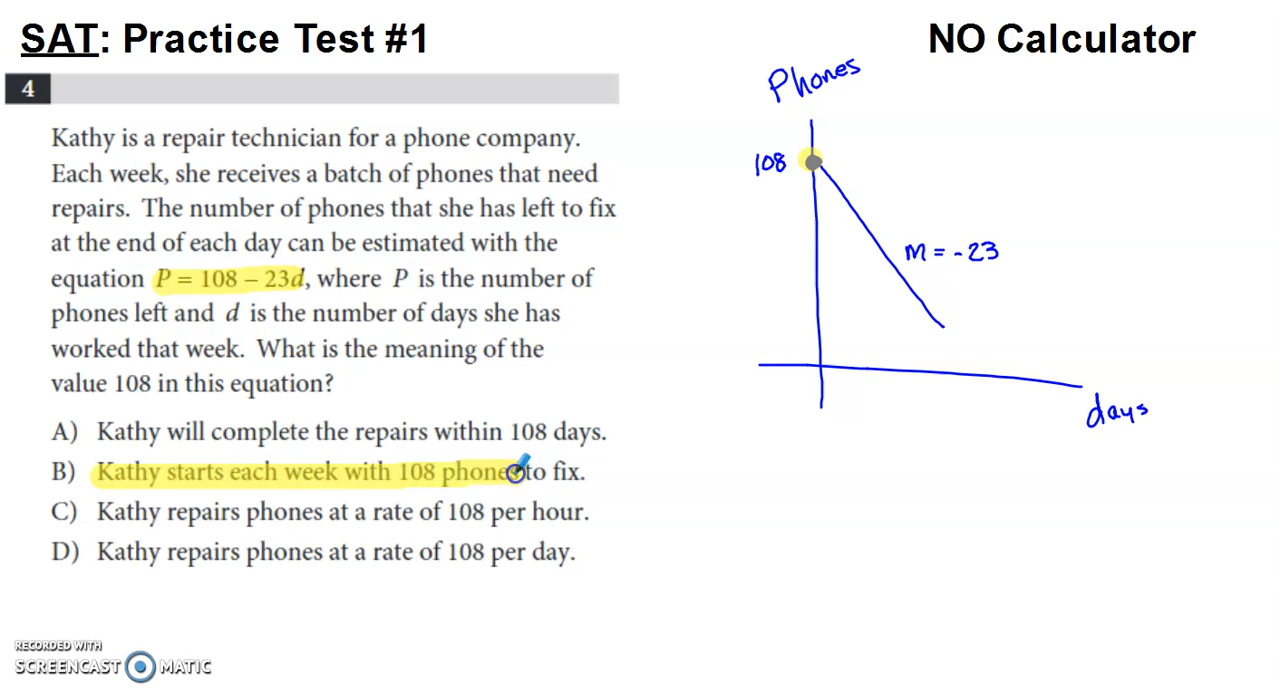 SAT: Practice Test #1
NO Calculator
4
Kathy is a repair technician for a phone company.
Each week, she receives a batch of phones that need
repairs. The number of phones that she has left to fix
at the end of each day can be estimated with the
equation P = 108 – 23d, where P is the number of
phones left and d is the number of days she has
worked that week. What is the meaning of the
value 108 in this equation?
A) Kathy will complete the repairs within 108 days.
B) Kathy starts each week with 108 phones to fix.
C) Kathy repairs phones at a rate of 108 per hour.
D) Kathy repairs phones at a rate of 108 per day.
Phones
108
m = -23
days
RECORDED WITH
SCREENCAST MATIC